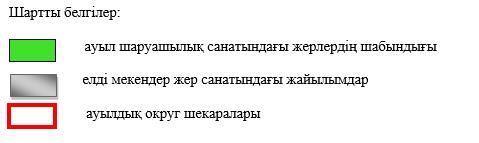 Шартты белгілер:
ауыл шаруашылық санатындағы жерлердің шабындығы
елді мекендер жер санатындағы жайылымдар
ауылдық округ шекаралары